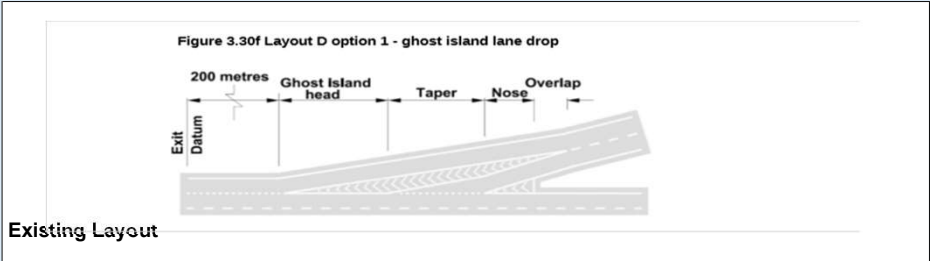 Figure 3.30f Layout D option 1 - ghost island lane drop
200 metres
Ghost Island
head
Taper
Nose
Overlap
Exit
Datum
Existing Layout